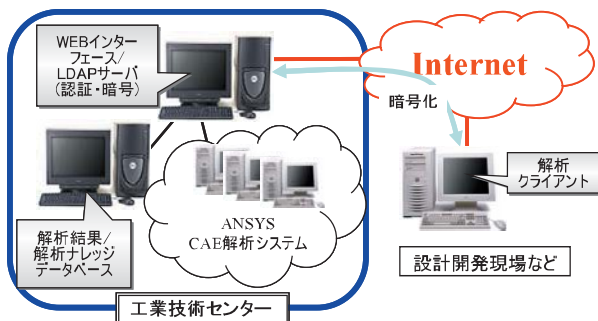 WEBインター
フェース/
LDAPサーバ
(認証・暗号)
Internet
暗号化
解析
クライアント
ANSYS
CAE解析システム
解析結果/
解析ナレッジ
データベース
設計開発現場など
工業技術センター